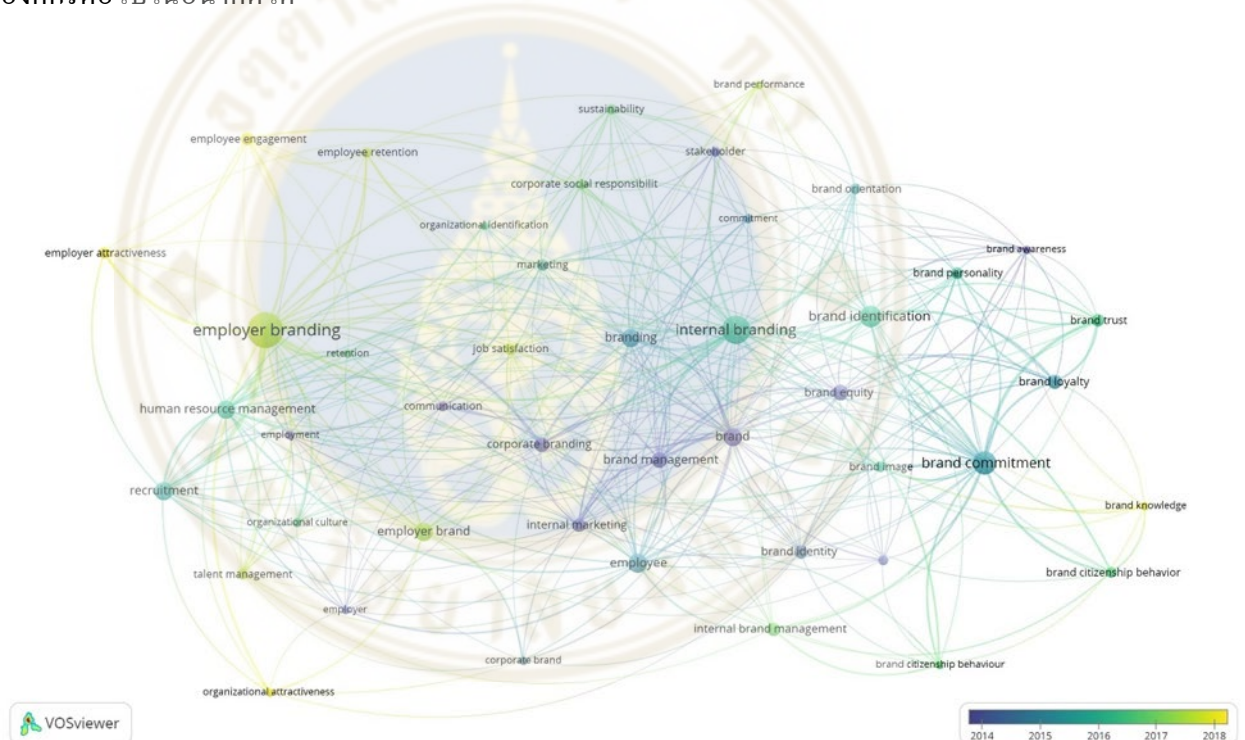 brand performance
sustainability
employee engagement
employee retention
stakeholder
corporate social responsibilit
brand orientation
organizational identification
commitment
employer attractiveness
brand awareness
marketing
brand personality
employer branding
internal branding
brand identification
brand trust
branding
retention
job satisfaction
brand loyalty
brand equity
human resource management
communication
employment
corporate branding
brand
brand management
brand image
brand commitment
recruitment
brand knowledge
organizational culture
employer brand
internal marketing
brand identity
employee
talent management
brand citizenship behavior
employer
internal brand management
corporate brand
brand citizenship behaviour
organizational attractiveness
VOSviewer
2014 2015 2016 2017 2018